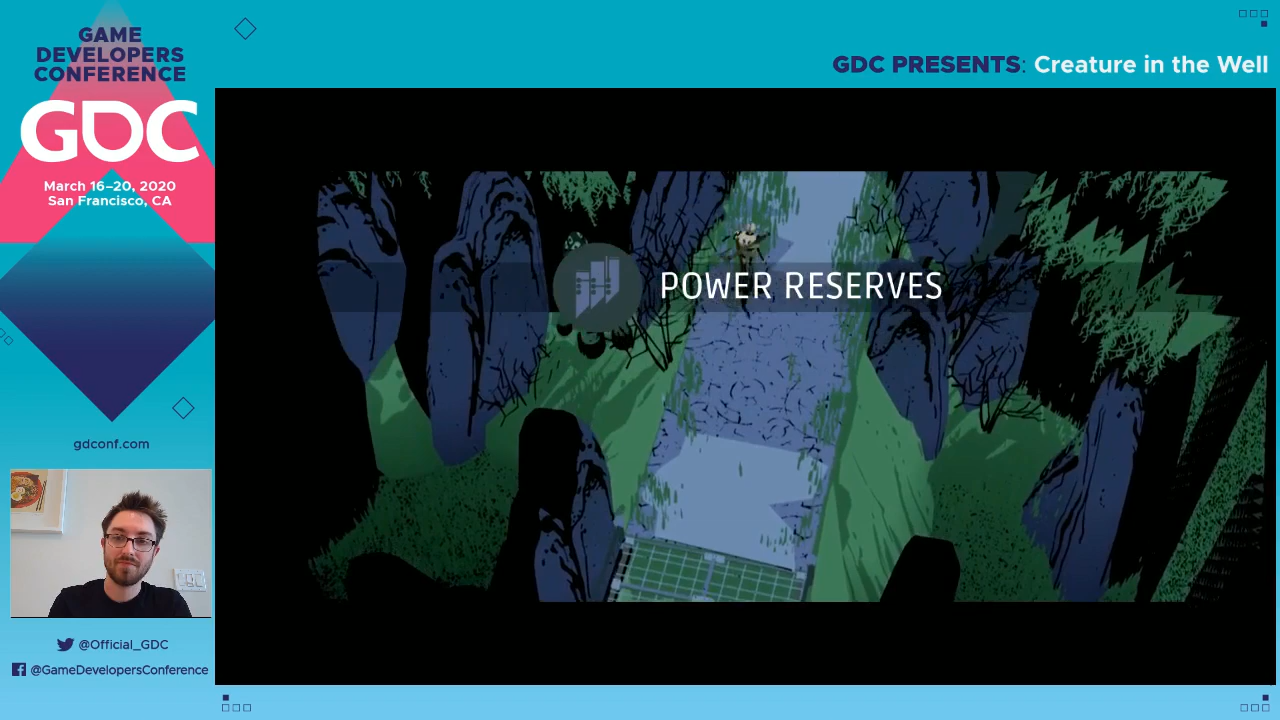 GAME
DEVELOPERS
CONFERENCE
GDC
March 16–20, 2020
San Francisco, CA
gdconf.com
@Official_GDC
@GameDevelopersConference
GDC PRESENTS: Creature in the Well
POWER RESERVES